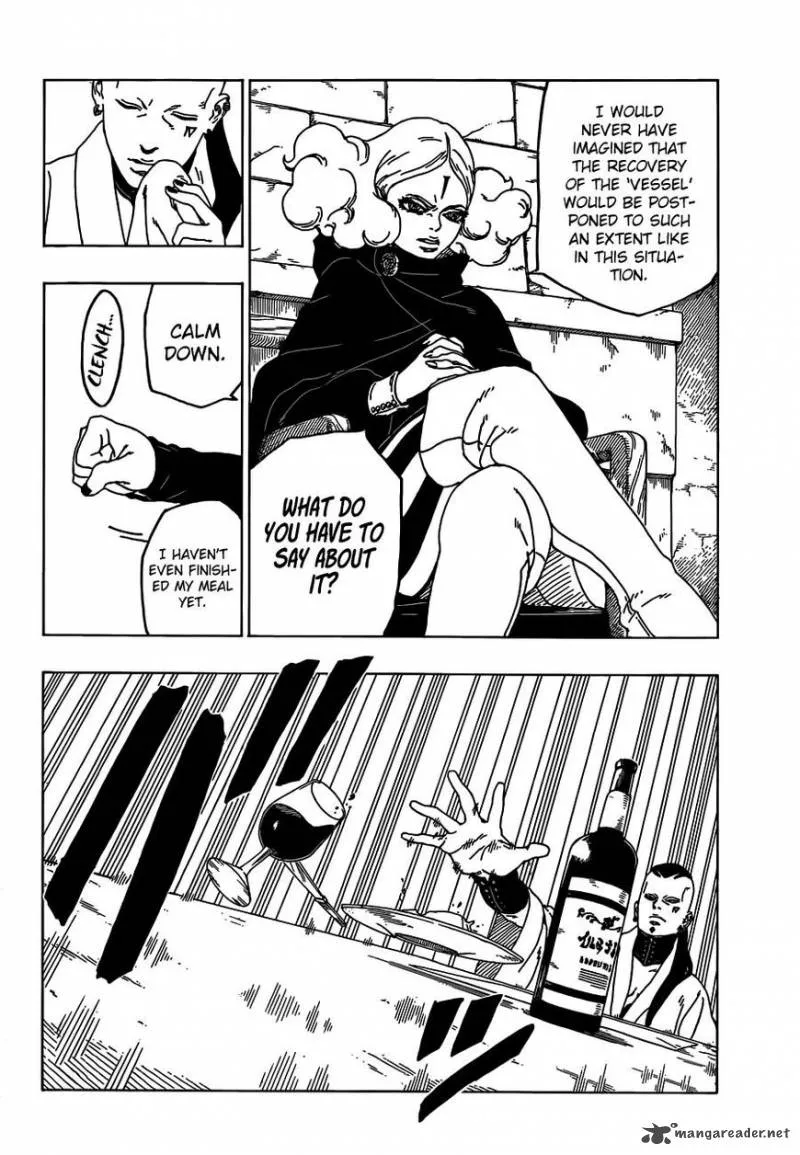 I WOULD
NEVER HAVE
IMAGINED THAT
THE RECOVERY
OF THE 'VESSEL'
WOULD BE POST-
PONED TO SUCH
AN EXTENT LIKE
IN THIS SITUA-
TION.
WHAT DO
YOU HAVE TO
SAY ABOUT
IT?
CALM
DOWN.
CLENCH...
I HAVEN'T
EVEN FINISH-
ED MY MEAL
YET.
mangareader.net